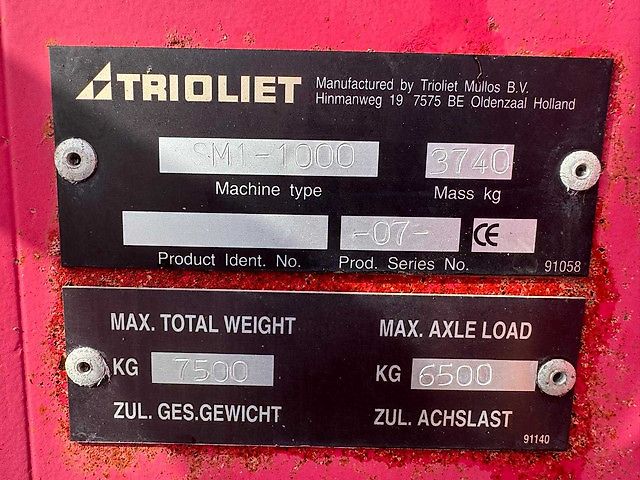 TRIOLIET
Manufactured by Trioliet Mullos B.V.
Hinmanweg 19 7575 BE Oldenzaal Holland
SM1-1000
3740
Machine type
Mass kg
-07-
CE
Product Ident. No.
Prod. Series No.
91058
MAX. TOTAL WEIGHT
MAX. AXLE LOAD
KG 7500
KG 6500
ZUL. GES.GEWICHT
ZUL. ACHSLAST
91140